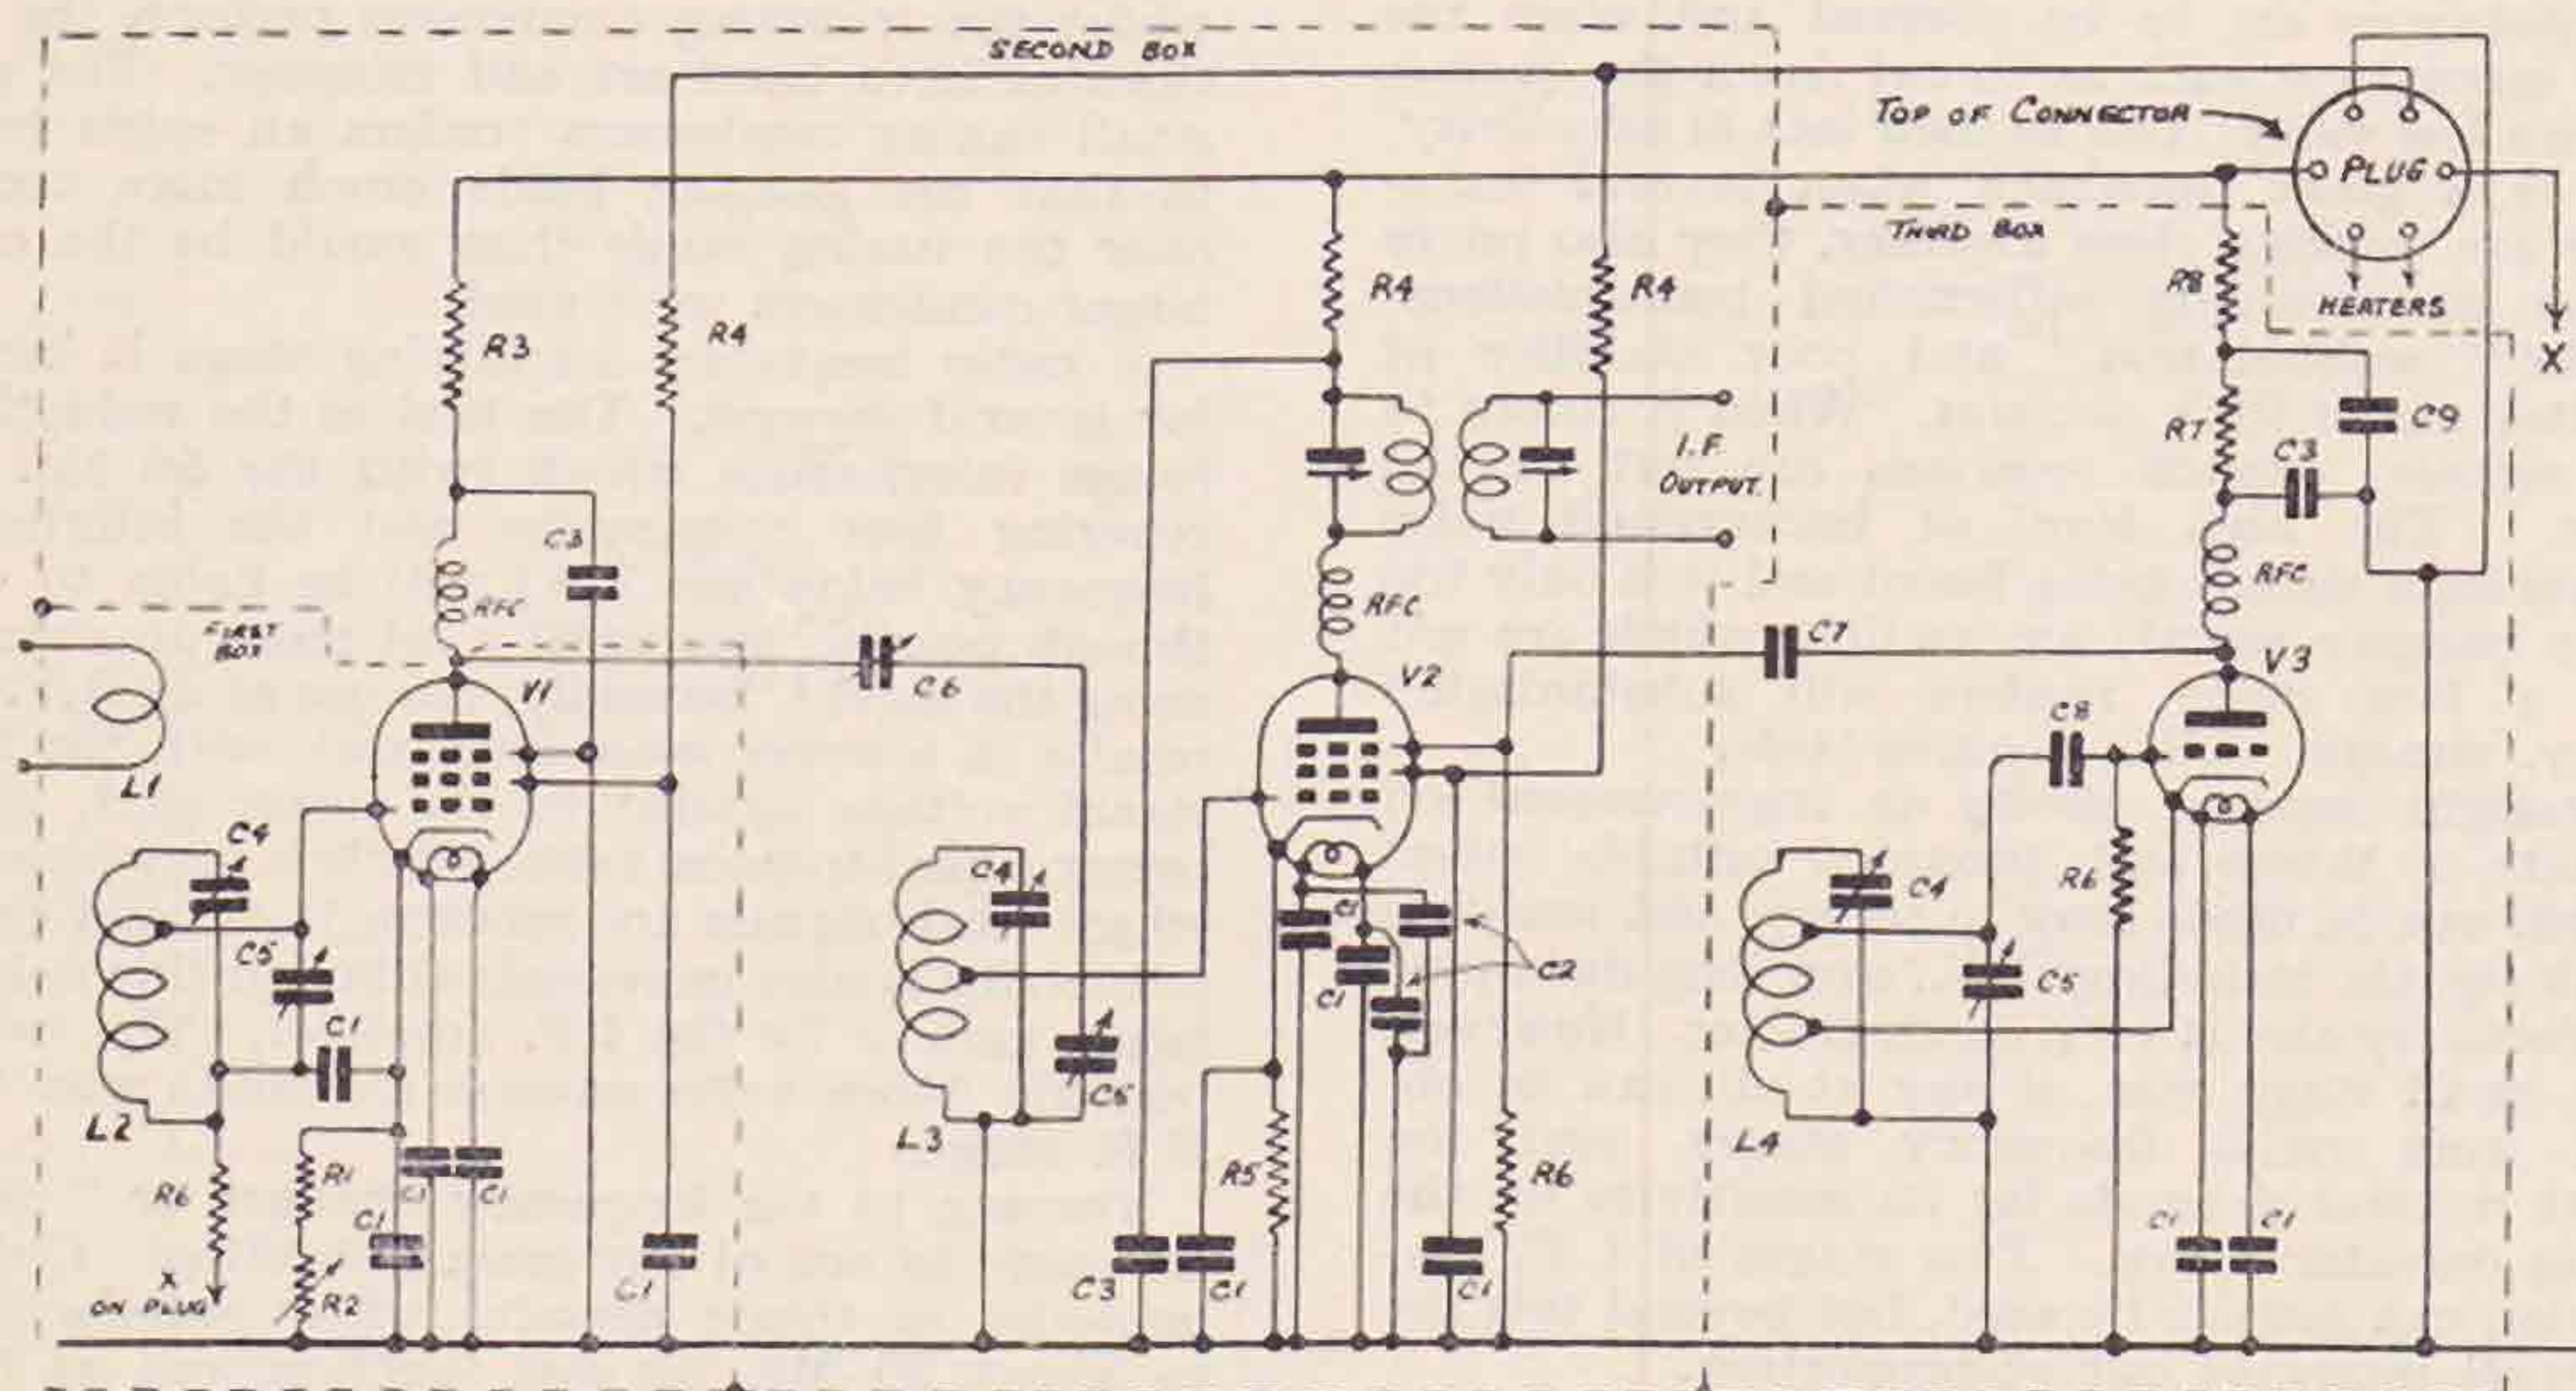 SECOND BOX
TOP OF CONNECTOR
PLUG
THIRD BOX
HEATERS
X
R3
R4
R4
R4
R8
R7
C3
C9
I.F.
OUTPUT
C3
RFC
RFC
RFC
FIRST
BOX
L1
V1
C6
V2
C7
V3
C8
C4
C5
C1
L2
R6
X
ON PLUG
R1
R2
C1
C1
C1
C1
C4
L3
C5
C1
C1
C2
C3
C1
R5
C1
R6
C4
C5
L4
R6
C1
C1